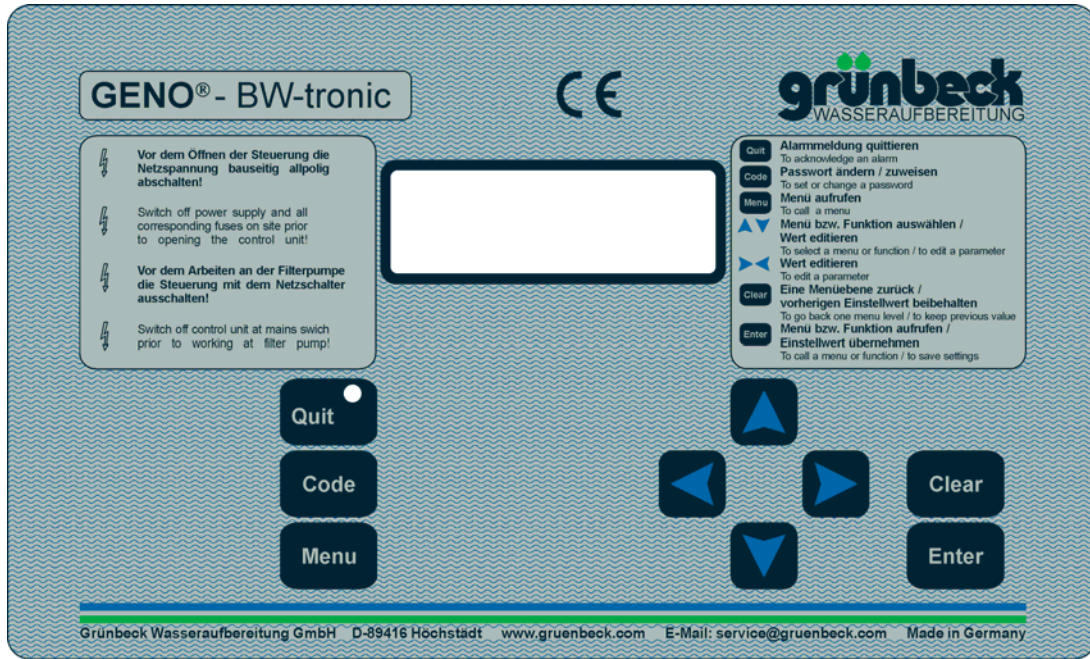 GENO®- BW-tronic
CE
grünbeck
WASSERAUFBEREITUNG
Vor dem Öffnen der Steuerung die
Netzspannung bauseitig allpolig
abschalten!
Switch off power supply and all
corresponding fuses on site prior
to opening the control unit!
Vor dem Arbeiten an der Filterpumpe
die Steuerung mit dem Netzschalter
ausschalten!
Switch off control unit at mains swich
prior to working at filter pump!
Quit Alarmmeldung quittieren
To acknowledge an alarm
Code Passwort ändern / zuweisen
To set or change a password
Menu Menü aufrufen
To call a menu
Menü bzw. Funktion auswählen /
Wert editieren
To select a menu or function / to edit a parameter
Wert editieren
To edit a parameter
Clear Eine Menüebene zurück /
vorherigen Einstellwert beibehalten
To go back one menu level / to keep previous value
Enter Menü bzw. Funktion aufrufen /
Einstellwert übernehmen
To call a menu or function / to save settings
Quit
Code
Menu
Clear
Enter
Grünbeck Wasseraufbereitung GmbH D-89416 Höchstädt www.gruenbeck.com E-Mail: service@gruenbeck.com Made in Germany